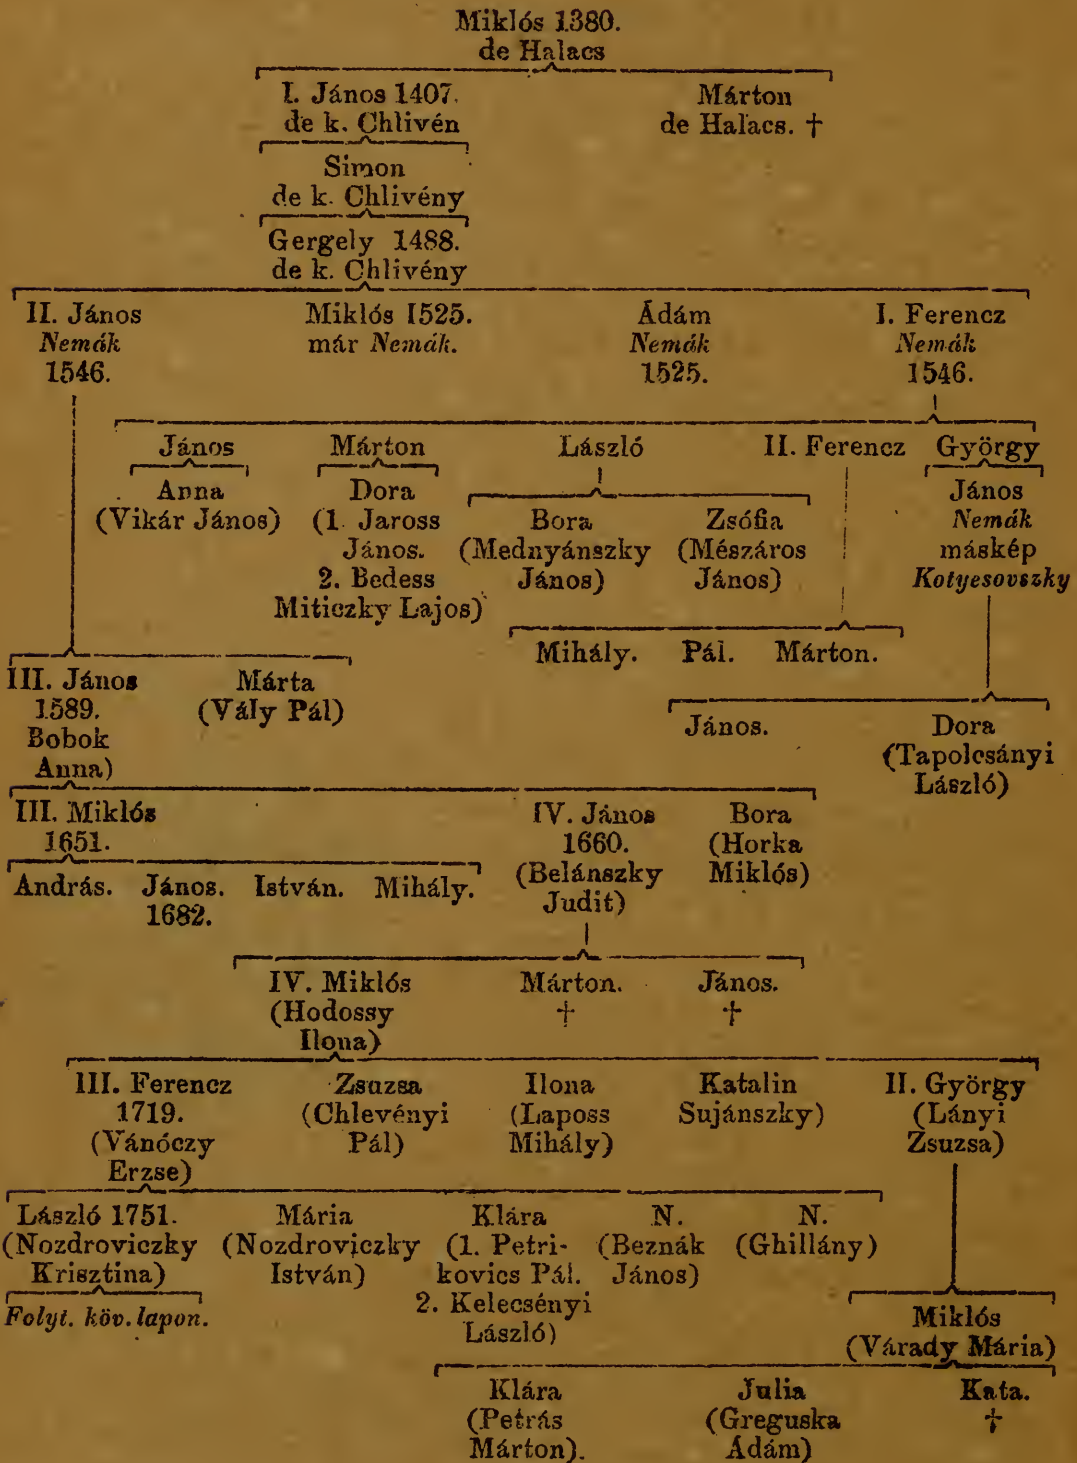 Miklós 1380.
de Halacs
I. János 1407. Márton
de k. Chlivén de Halacs. †
Simon
de k. Chlivény
Gergely 1488.
de k. Chlivény
II. János Miklós 1525. Ádám I. Ferencz
Nemák már Nemák. Nemák Nemák
1546. 1525. 1546.
János Márton László II. Ferencz György
Anna Dora János
(Vikár János) (1. Jaross Bora Zsófia Nemák
János. (Mednyánszky (Mészáros máskép
2. Bedess János) János) Kotyesovszky
Miticzky Lajos)
Mihály. Pál. Márton.
III. János Márta
1589. (Vály Pál) János. Dora
Bobok (Tapolcsányi
Anna) László)
III. Miklós IV. János Bora
1651. 1660. (Horka
András. János. István. Mihály. (Belánszky Miklós)
1682. Judit)
IV. Miklós Márton. János.
(Hodossy † †
Ilona)
III. Ferencz Zsuzsa Ilona Katalin II. György
1719. (Chlevényi (Laposs Sujánszky) (Lányi
(Vánóczy Pál) Mihály) Zsuzsa)
Erzse)
László 1751. Mária Klára N. N.
(Nozdroviczky (Nozdroviczky (1. Petri- (Beznák (Ghillány)
Krisztina) István) kovics Pál. János)
Folyt. köv. lapon. 2. Kelecsényi Miklós
László) (Várady Mária)
Klára Julia Kata.
(Petrás (Greguska †
Márton). Ádám)